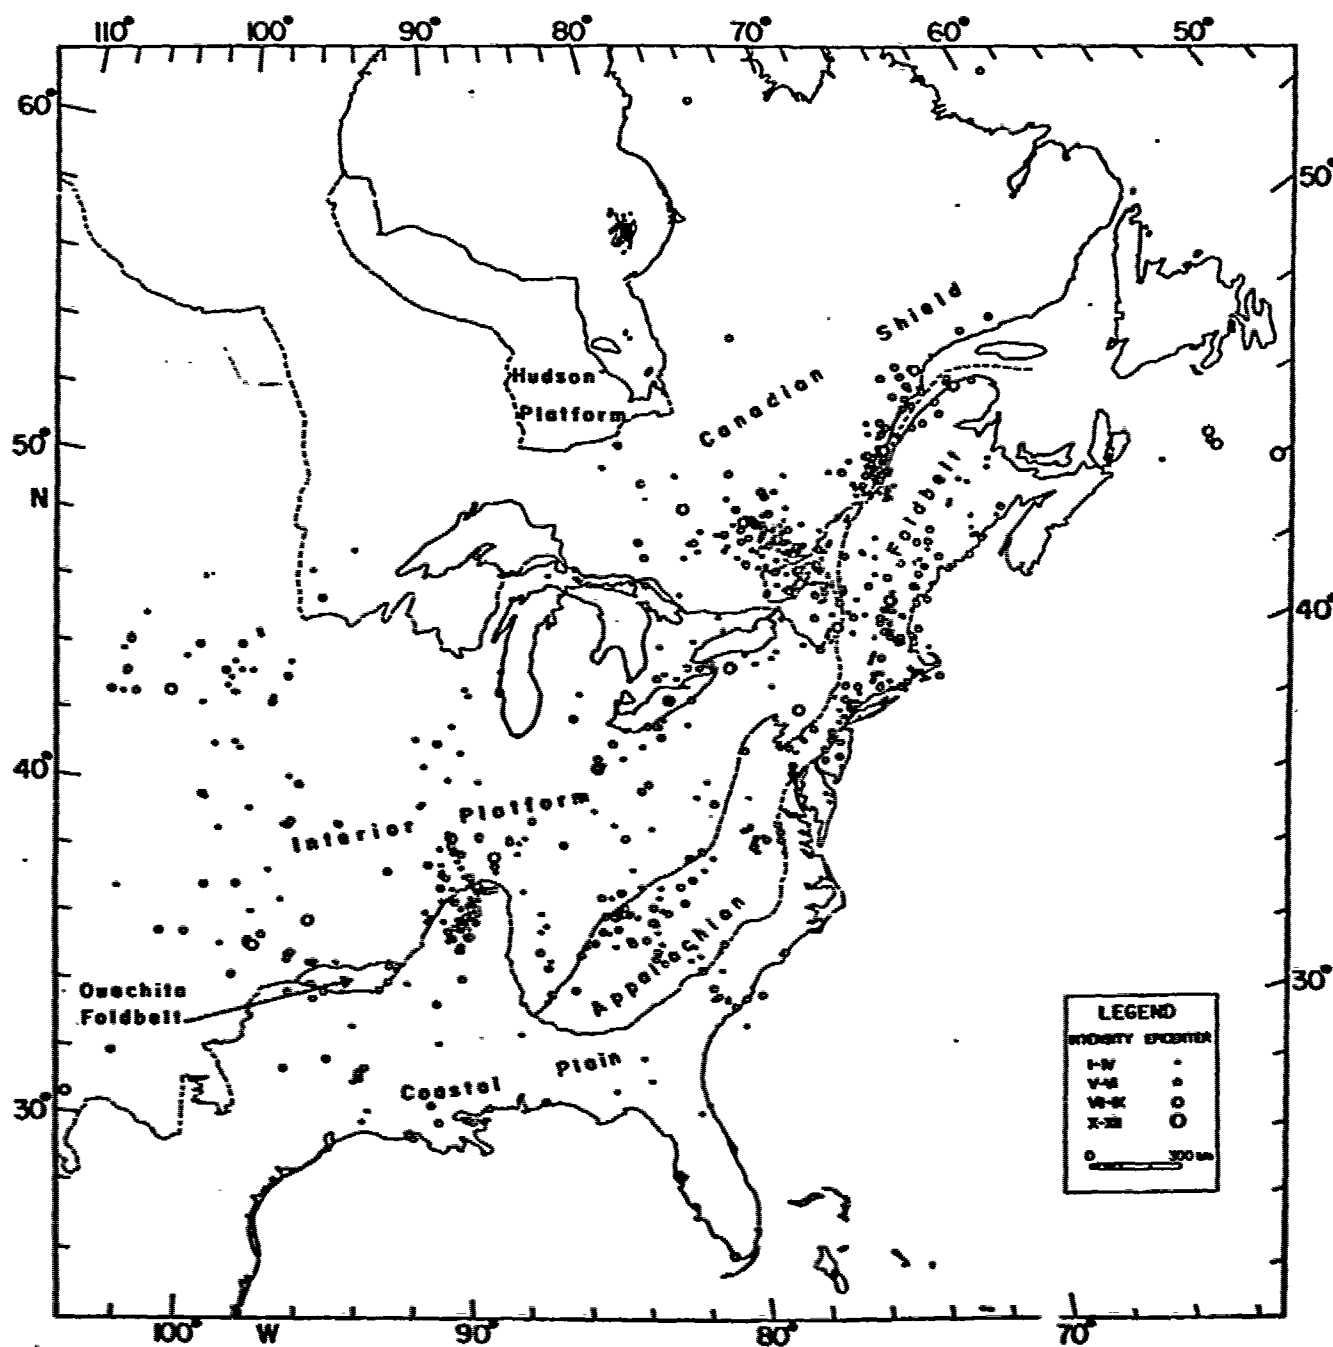 110° 100° 90° 80° 70° 60° 50°
60°
50°
Shield
Canadian
Hudson
Platform
50°
N
Foldbelt
40°
40°
Interior Platform
Appalachian
30°
Ouachita
Foldbelt
LEGEND
INTENSITY EPICENTER
I-IV
V-VI
VII-IX
X-XII
0 300 km
Coastal Plain
30°
100° W 90° 80° 70°